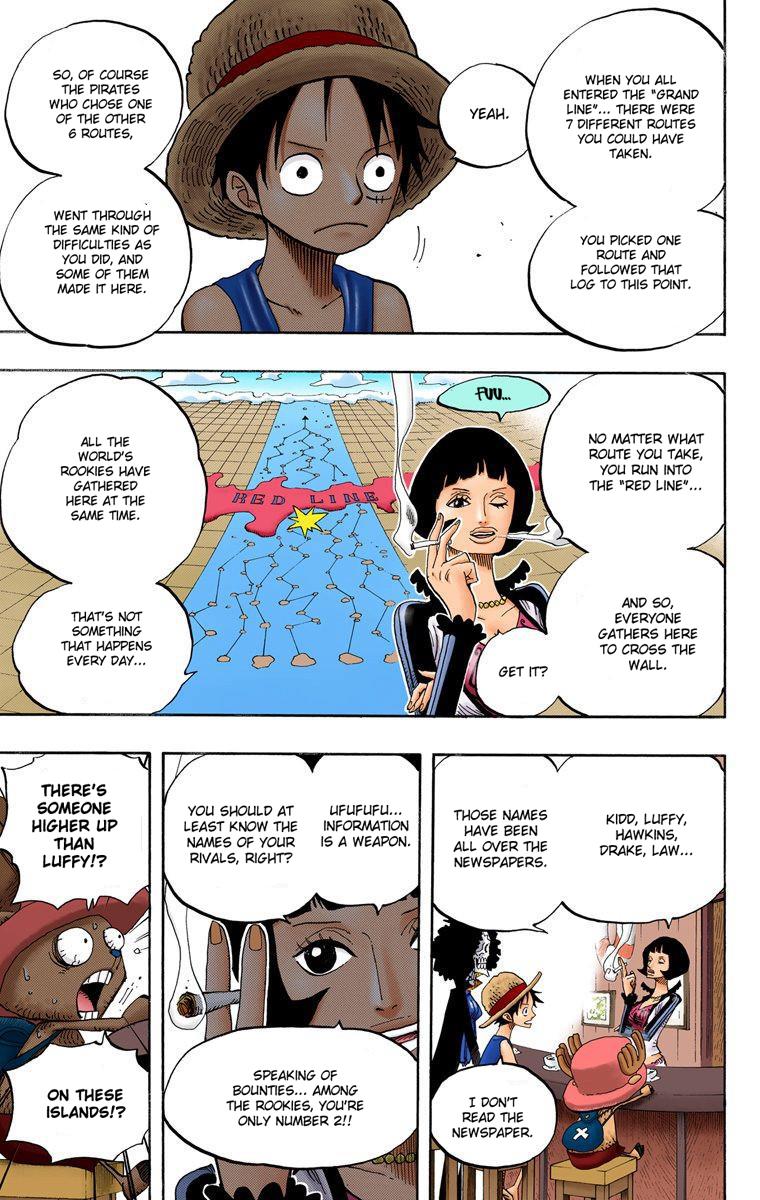 WHEN YOU ALL
ENTERED THE "GRAND
LINE"... THERE WERE
7 DIFFERENT ROUTES
YOU COULD HAVE
TAKEN.
YOU PICKED ONE
ROUTE AND
FOLLOWED THAT
LOG TO THIS POINT.
YEAH.
SO, OF COURSE
THE PIRATES
WHO CHOSE ONE
OF THE OTHER
6 ROUTES,
WENT THROUGH
THE SAME KIND OF
DIFFICULTIES AS
YOU DID, AND
SOME OF THEM
MADE IT HERE.
NO MATTER WHAT
ROUTE YOU TAKE,
YOU RUN INTO
THE "RED LINE"...
AND SO,
EVERYONE
GATHERS HERE
TO CROSS THE
WALL.
GET IT?
FUU...
RED LINE
ALL THE
WORLD'S
ROOKIES HAVE
GATHERED
HERE AT THE
SAME TIME.
THAT'S NOT
SOMETHING
THAT HAPPENS
EVERY DAY...
KIDD, LUFFY,
HAWKINS,
DRAKE, LAW...
THOSE NAMES
HAVE BEEN
ALL OVER THE
NEWSPAPERS.
I DON'T
READ THE
NEWSPAPER.
UFUFUFU...
INFORMATION
IS A WEAPON.
YOU SHOULD AT
LEAST KNOW THE
NAMES OF YOUR
RIVALS, RIGHT?
SPEAKING OF
BOUNTIES... AMONG
THE ROOKIES, YOU'RE
ONLY NUMBER 2!!
THERE'S
SOMEONE
HIGHER UP
THAN
LUFFY!?
ON THESE
ISLANDS!?